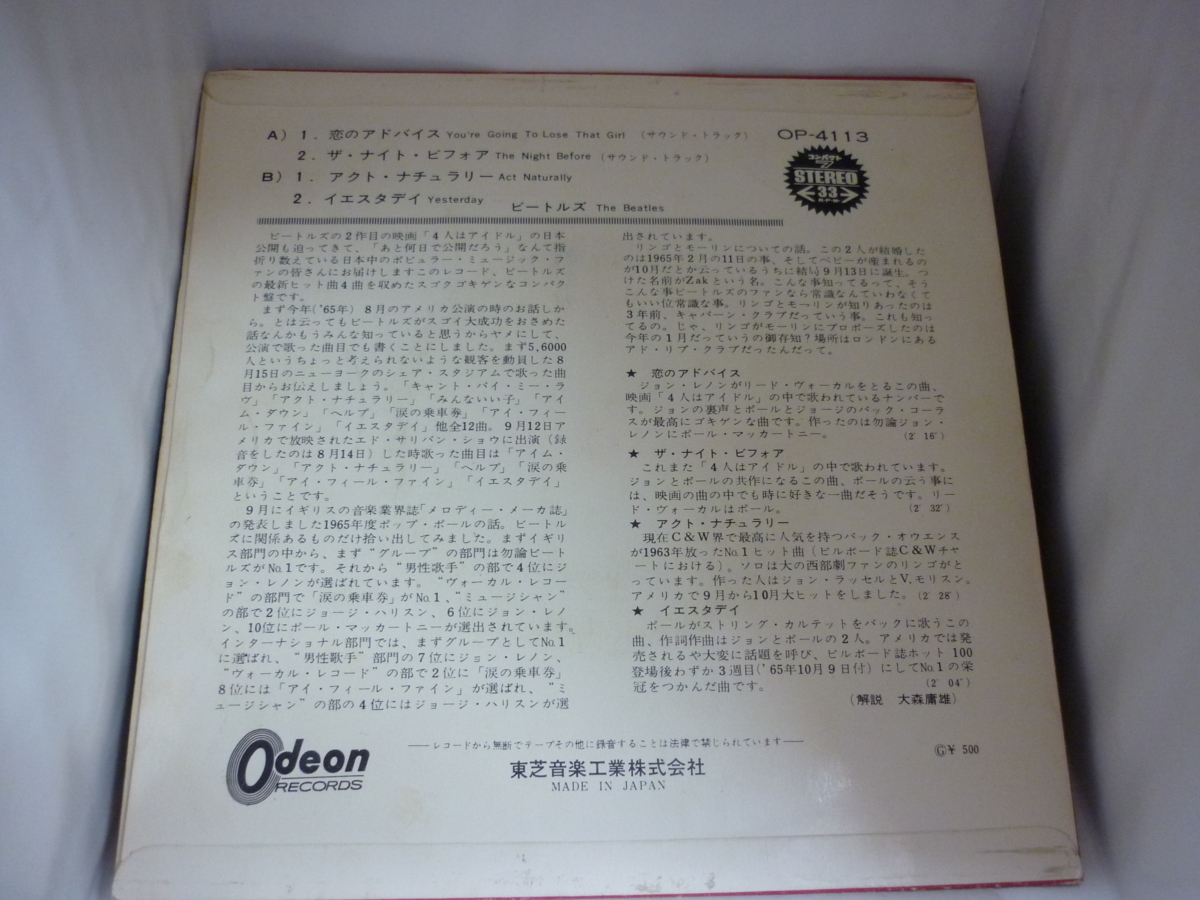 A) 1. 恋のアドバイス You're Going To Lose That Girl (サウンド・トラック)
OP-4113
2. ザ・ナイト・ビフォア The Night Before (サウンド・トラック)
B) 1. アクト・ナチュラリー Act Naturally
2. イエスタデイ Yesterday
ビートルズ The Beatles
コンパクト
STEREO
33
R.P.M.
ビートルズの2作目の映画「4人はアイドル」の日本
公開も迫ってきて、「あと何日で公開だろう」なんて指
折り数えている日本中のポピュラー・ミュージック・フ
ァンの皆さんにお届けしますこのレコード、ビートルズ
の最新ヒット曲4曲を収めたスゴクゴキゲンなコンパク
ト盤です。
まず今年('65年)8月のアメリカ公演の時のお話しか
ら。とは云ってもビートルズがスゴイ大成功をおさめた
話なんかもうみんな知っていると思うからヤメにして、
公演で歌った曲目でも書くことにしました。まず5,6000
人というちょっと考えられないような観客を動員した8
月15日のニューヨークのシェア・スタジアムで歌った曲
目からお伝えしましょう。「キャント・バイ・ミー・ラ
ヴ」「アクト・ナチュラリー」「みんないい子」「アイ
ム・ダウン」「ヘルプ」「涙の乗車券」「アイ・フィー
ル・ファイン」「イエスタデイ」他全12曲。9月12日ア
メリカで放映されたエド・サリバン・ショウに出演(録
音をしたのは8月14日)した時歌った曲目は「アイム・
ダウン」「アクト・ナチュラリー」「ヘルプ」「涙の乗
車券」「アイ・フィール・ファイン」「イエスタデイ」
ということです。
9月にイギリスの音楽業界誌「メロディー・メーカ誌」
の発表しました1965年度ポップ・ポールの話。ビートル
ズに関係あるものだけ拾い出してみました。まずイギリ
ス部門の中から、まず“グループ”の部門は勿論ビート
ルズがNo.1です。それから“男性歌手”の部で4位にジ
ョン・レノンが選ばれています。“ヴォーカル・レコー
ド”の部門で「涙の乗車券」がNo.1、“ミュージシャン”
の部で2位にジョージ・ハリスン、6位にジョン・レノ
ン、10位にポール・マッカートニーが選出されています。
インターナショナル部門では、まずグループとしてNo.1
に選ばれ、“男性歌手”部門の7位にジョン・レノン、
“ヴォーカル・レコード”の部で2位に「涙の乗車券」
8位には「アイ・フィール・ファイン」が選ばれ、“ミ
ュージシャン”の部の4位にはジョージ・ハリスンが選
出されています。
リンゴとモーリンについての話。この2人が結婚した
のは1965年2月の11日の事、そしてベビーが産まれるの
が10月だとか云っているうちに結局9月13日に誕生。つ
けた名前がZakという名。こんな事知ってるって、そう
こんな事ビートルズのファンなら常識なんていわなくて
もいい位常識な事。リンゴとモーリンが知りあったのは
3年前、キャバーン・クラブだっていう事。これも知っ
てるの。じゃ、リンゴがモーリンにプロポーズしたのは
今年の1月だっていうの御存知?場所はロンドンにある
アド・リブ・クラブだったんだって。
★ 恋のアドバイス
ジョン・レノンがリード・ヴォーカルをとるこの曲、
映画「4人はアイドル」の中で歌われているナンバーで
す。ジョンの裏声とポールとジョージのバック・コーラ
スが最高にゴキゲンな曲です。作ったのは勿論ジョン・
レノンにポール・マッカートニー。 (2′16″)
★ ザ・ナイト・ビフォア
これまた「4人はアイドル」の中で歌われています。
ジョンとポールの共作になるこの曲、ポールの云う事に
は、映画の曲の中でも時に好きな一曲だそうです。リー
ド・ヴォーカルはポール。 (2′32″)
★ アクト・ナチュラリー
現在C&W界で最高に人気を持つバック・オウエンス
が1963年放ったNo.1ヒット曲(ビルボード誌C&Wチャ
ートにおける)。ソロは大の西部劇ファンのリンゴがと
っています。作った人はジョン・ラッセルとV.モリスン。
アメリカで9月から10月大ヒットをしました。(2′28″)
★ イエスタデイ
ポールがストリング・カルテットをバックに歌うこの
曲、作詞作曲はジョンとポールの2人。アメリカでは発
売されるや大変に話題を呼び、ビルボード誌ホット100
登場後わずか3週目('65年10月9日付)にしてNo.1の栄
冠をつかんだ曲です。 (2′04″)
(解説 大森庸雄)
Odeon
RECORDS
―レコードから無断でテープその他に録音することは法律で禁じられています―
東芝音楽工業株式会社
MADE IN JAPAN
Ⓖ¥ 500